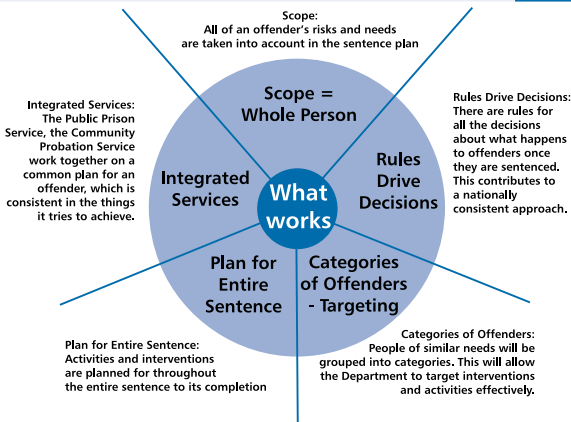 Scope:
All of an offender's risks and needs
are taken into account in the sentence plan
Scope =
Whole Person
Integrated Services:
The Public Prison
Service, the Community
Probation Service
work together on a
common plan for an
offender, which is
consistent in the things
it tries to achieve.
Integrated
Services
What
works
Rules
Drive
Decisions
Rules Drive Decisions:
There are rules for
all the decisions
about what happens
to offenders once
they are sentenced.
This contributes to
a nationally
consistent approach.
Plan for
Entire
Sentence
Categories
of Offenders
- Targeting
Plan for Entire Sentence:
Activities and interventions
are planned for throughout
the entire sentence to its completion
Categories of Offenders:
People of similar needs will be
grouped into categories. This will allow
the Department to target interventions
and activities effectively.